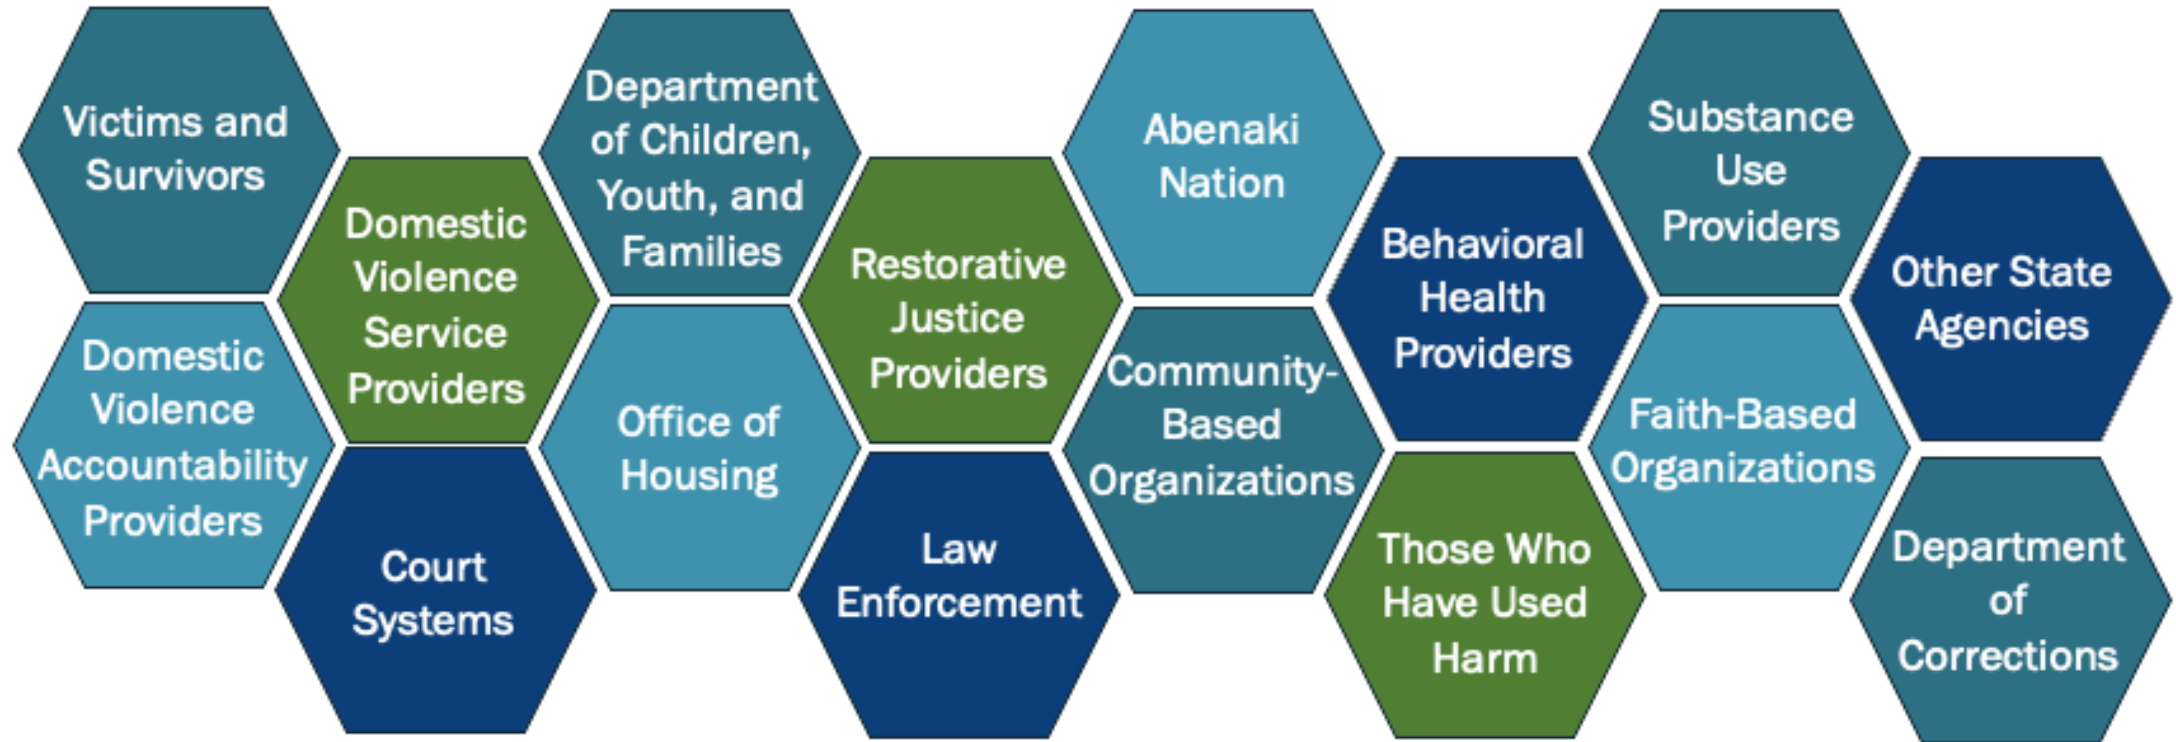 Victims and
Survivors
Domestic
Violence
Accountability
Providers
Domestic
Violence
Service
Providers
Court
Systems
Department
of Children,
Youth, and
Families
Office of
Housing
Restorative
Justice
Providers
Law
Enforcement
Abenaki
Nation
Community-
Based
Organizations
Behavioral
Health
Providers
Those Who
Have Used
Harm
Substance
Use
Providers
Faith-Based
Organizations
Other State
Agencies
Department
of
Corrections